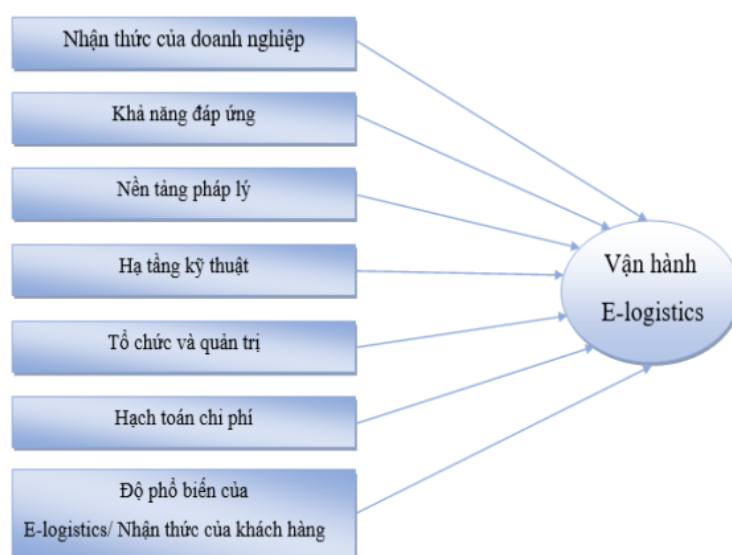 Nhận thức của doanh nghiệp
Khả năng đáp ứng
Nền tảng pháp lý
Hạ tầng kỹ thuật
Tổ chức và quản trị
Hạch toán chi phí
Độ phổ biến của
E-logistics/ Nhận thức của khách hàng
Vận hành
E-logistics